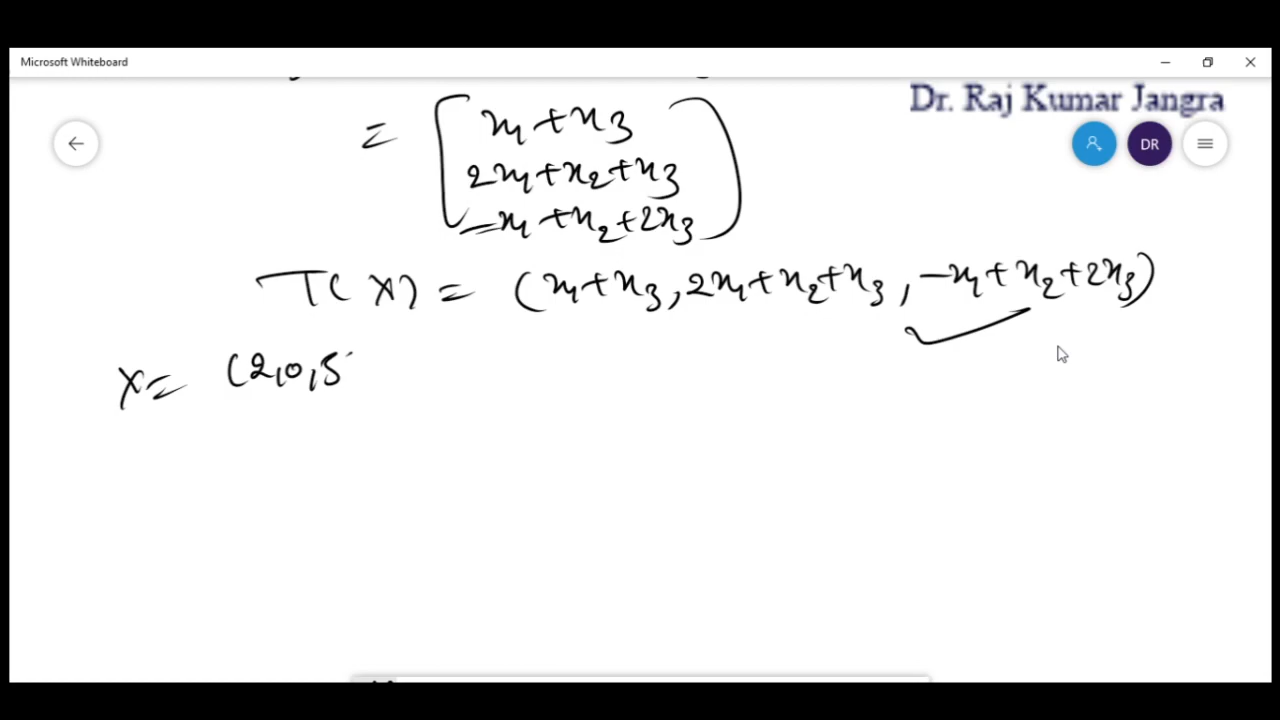 Microsoft Whiteboard
Dr. Raj Kumar Jangra
DR
= [x₁+x₃
2x₁+x₂+x₃
-x₁+x₂+2x₃]
T(X) = (x₁+x₃, 2x₁+x₂+x₃, -x₁+x₂+2x₃)
X= (2,0,5